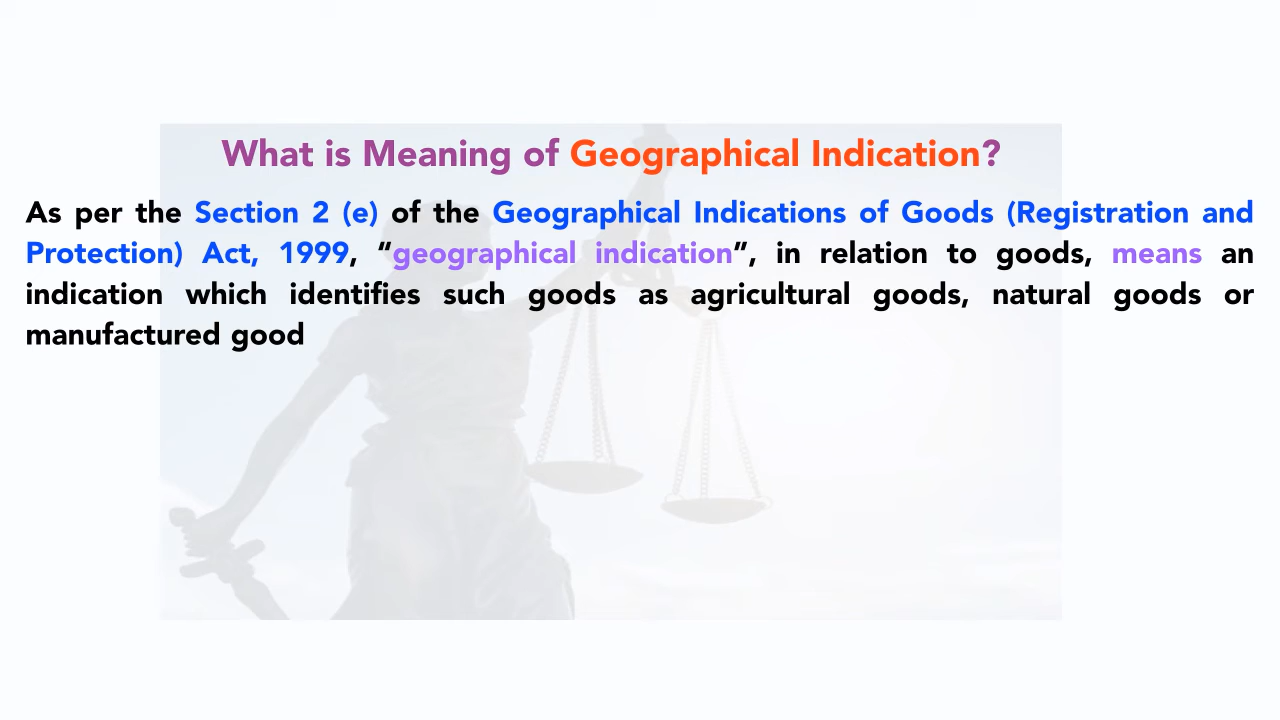 What is Meaning of Geographical Indication?
As per the Section 2 (e) of the Geographical Indications of Goods (Registration and
Protection) Act, 1999, “geographical indication”, in relation to goods, means an
indication which identifies such goods as agricultural goods, natural goods or
manufactured good